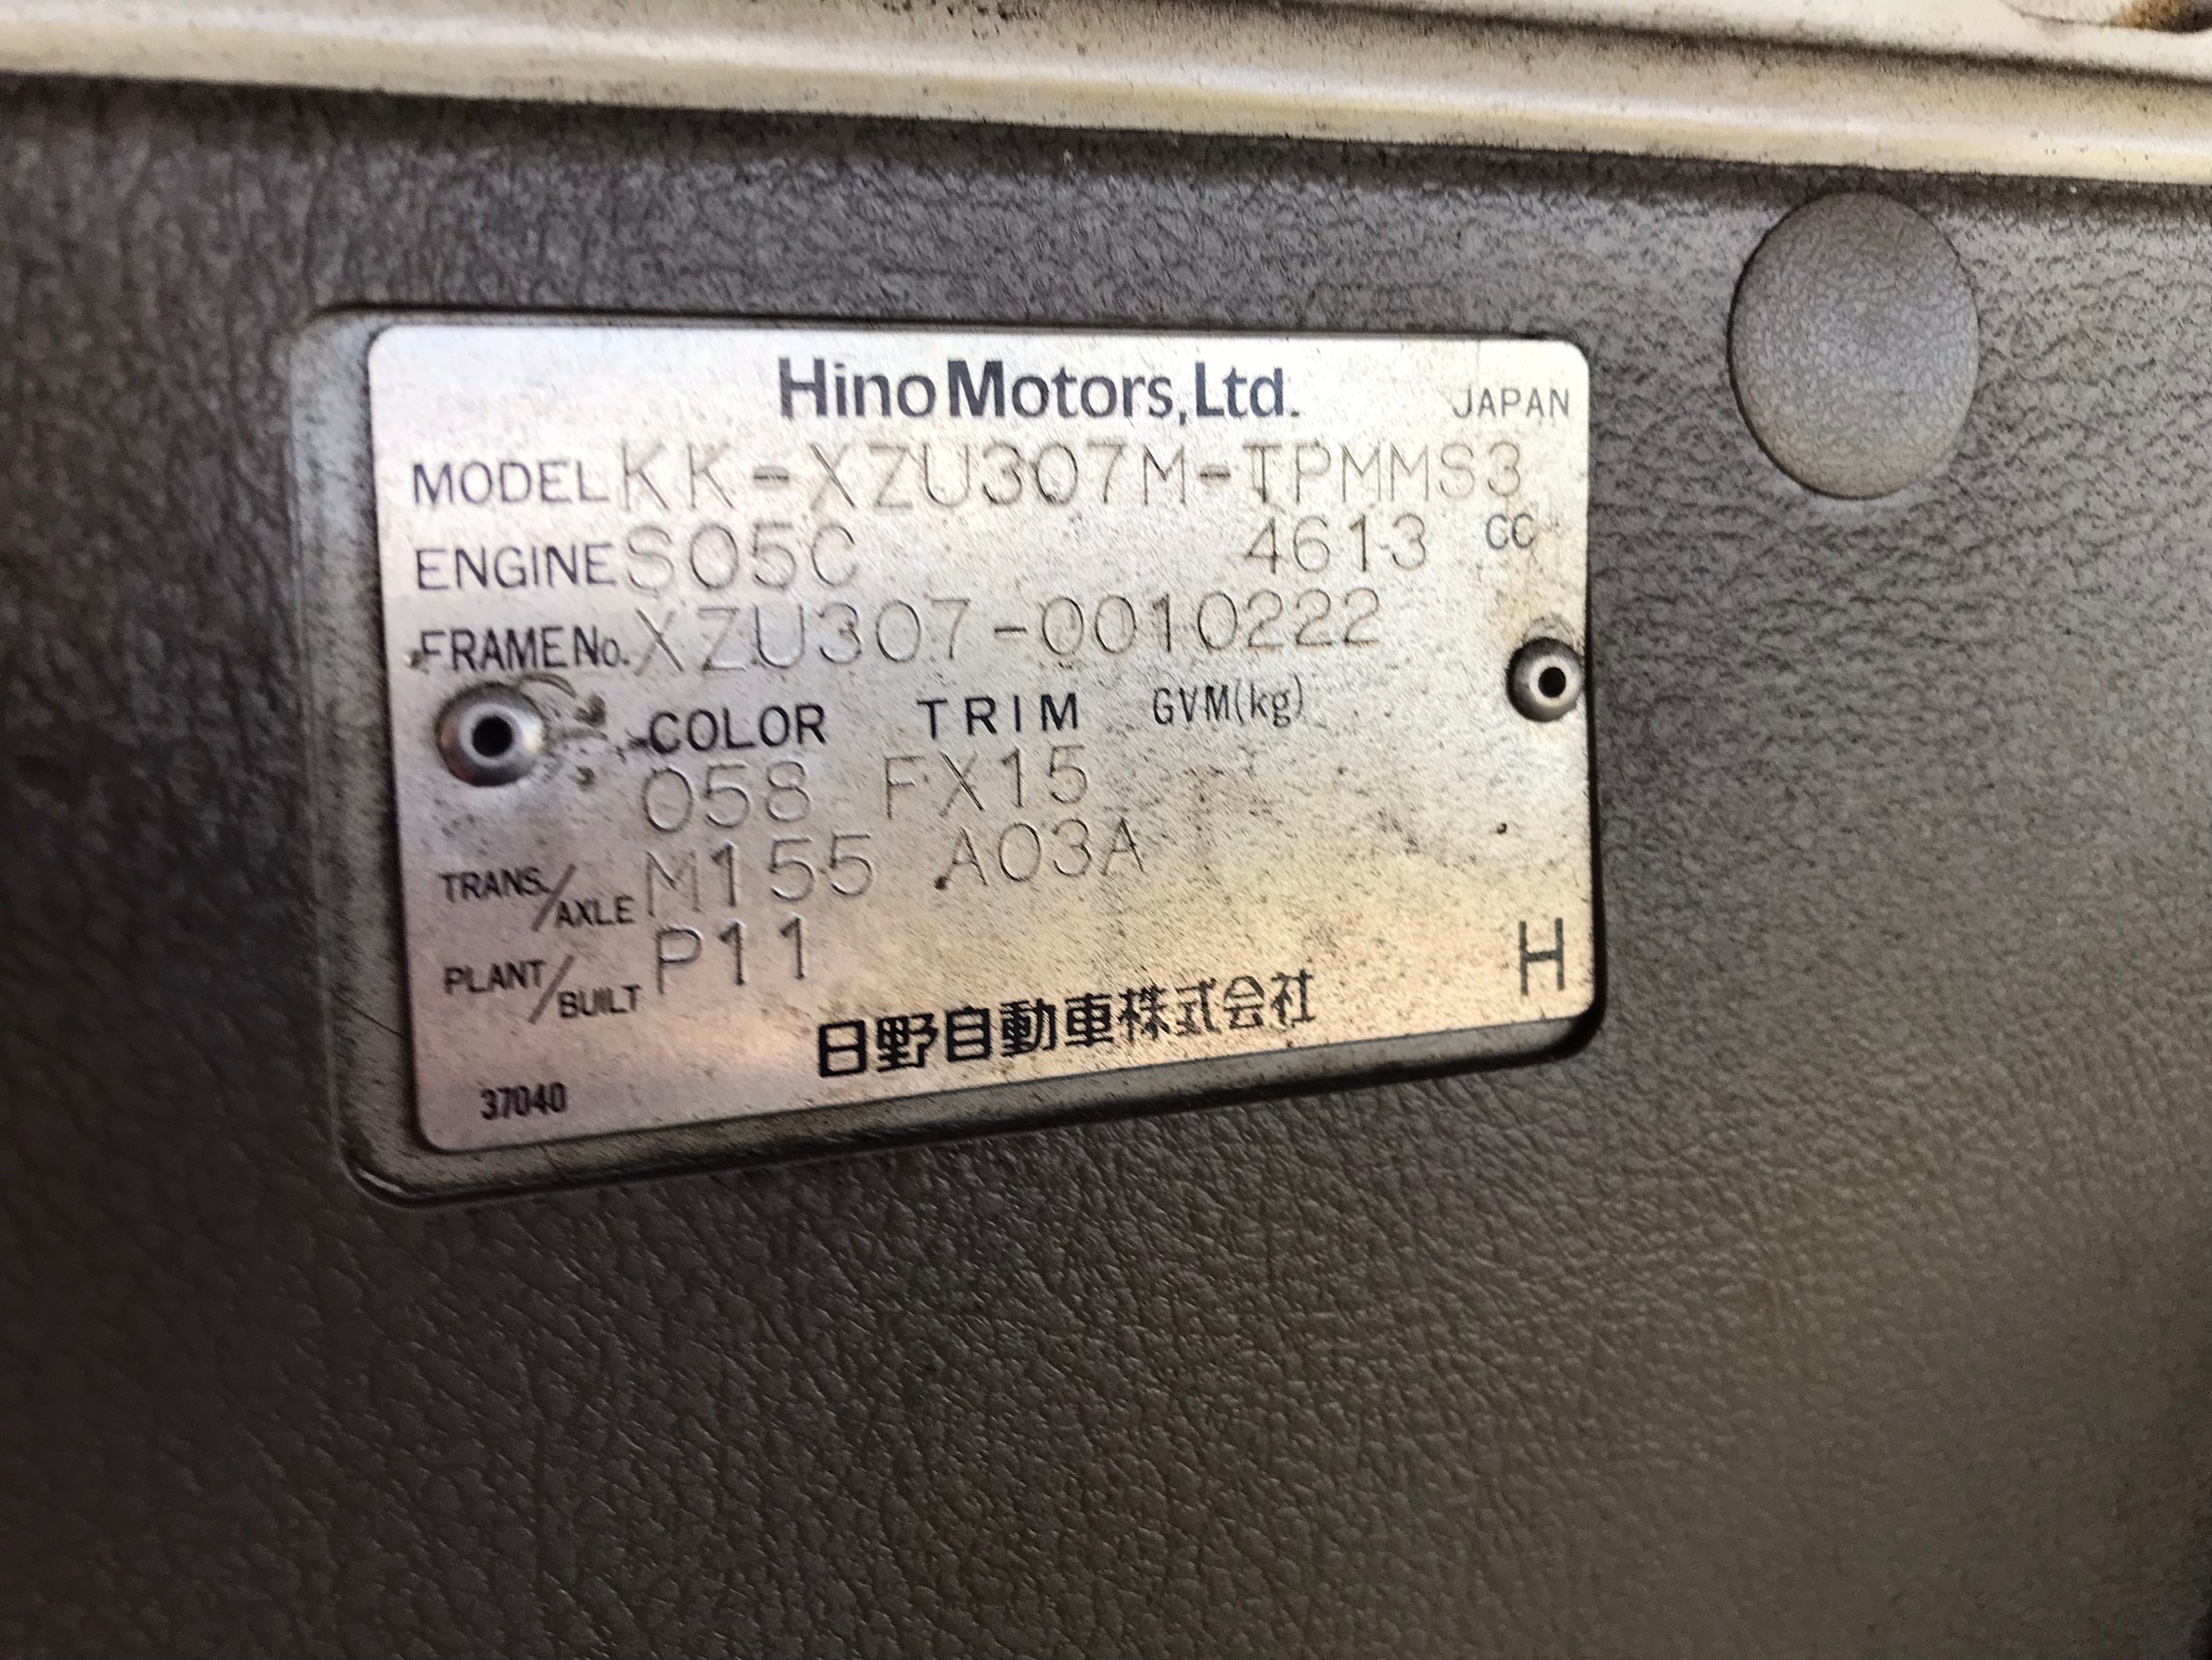 Hino Motors, Ltd. JAPAN
MODEL KK-XZU307M-TPMMS3
ENGINE S05C 4613 CC
FRAME No. XZU307-0010222
COLOR TRIM GVM(kg)
058 FX15
TRANS./AXLE M155 A03A
PLANT/BUILT P11
H
日野自動車株式会社
37040